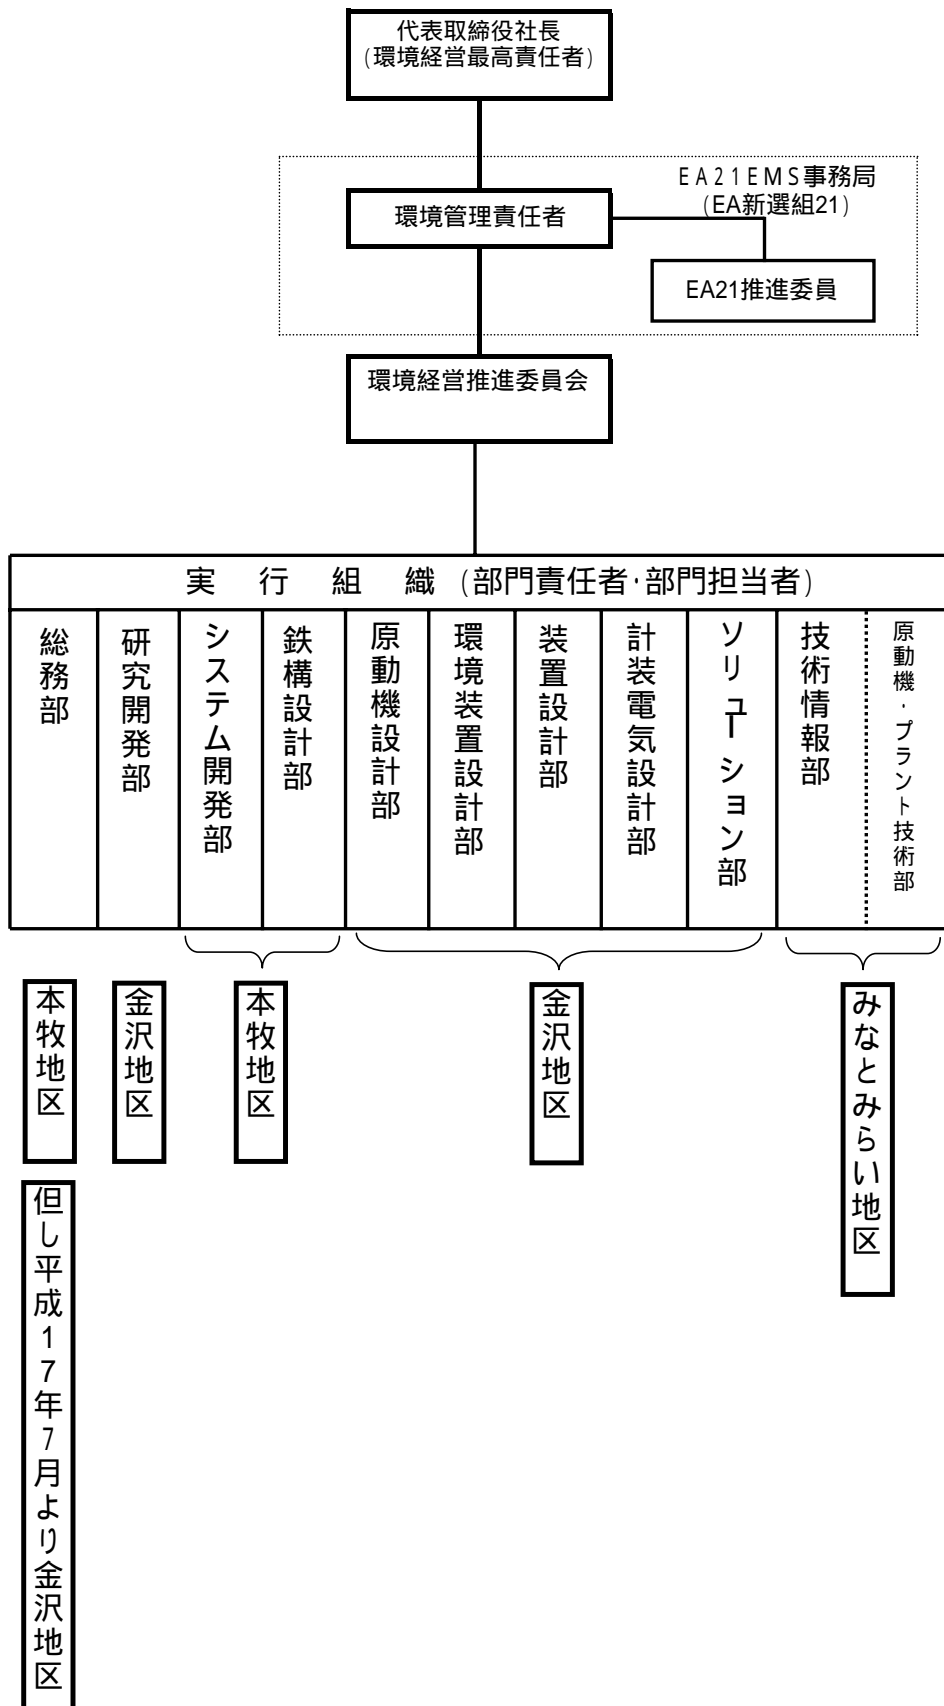 代表取締役社長
(環境経営最高責任者)
EA21EMS事務局
(EA新選組21)
環境管理責任者
EA21推進委員
環境経営推進委員会
実行組織(部門責任者・部門担当者)
総務部
研究開発部
システム開発部
鉄構設計部
原動機設計部
環境装置設計部
装置設計部
計装電気設計部
ソリューション部
技術情報部
原動機・プラント技術部
本牧地区
金沢地区
本牧地区
金沢地区
みなとみらい地区
但し平成17年7月より金沢地区